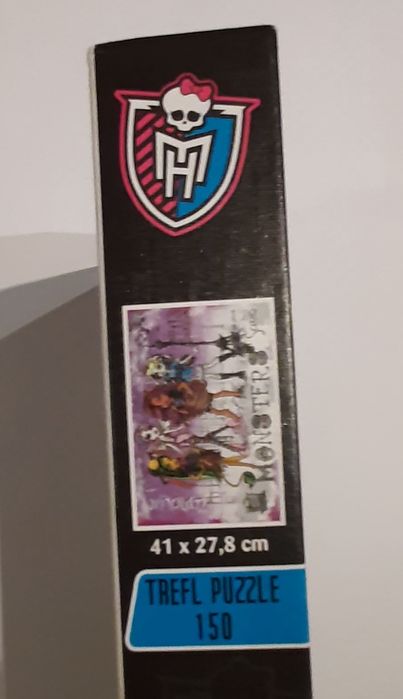 MH
MONSTERS
41 x 27,8 cm
TREFL PUZZLE
150